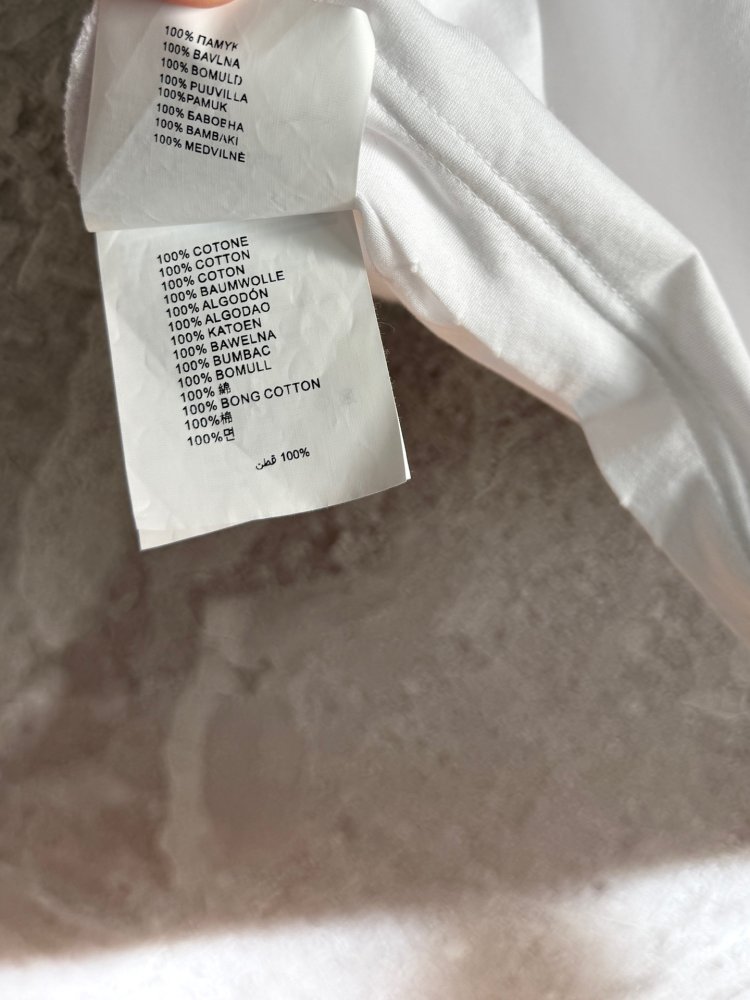 100% ПАМУК
100% BAVLNA
100% BOMULD
100% PUUVILLA
100%PAMUK
100% БАВОВНА
100% BAMBAKI
100% MEDVILNĖ
100% COTONE
100% COTTON
100% COTON
100% BAUMWOLLE
100% ALGODÓN
100% ALGODAO
100% KATOEN
100% BAWELNA
100% BUMBAC
100% BOMULL
100% 綿
100% BONG COTTON
100%棉
100%면
100% قطن